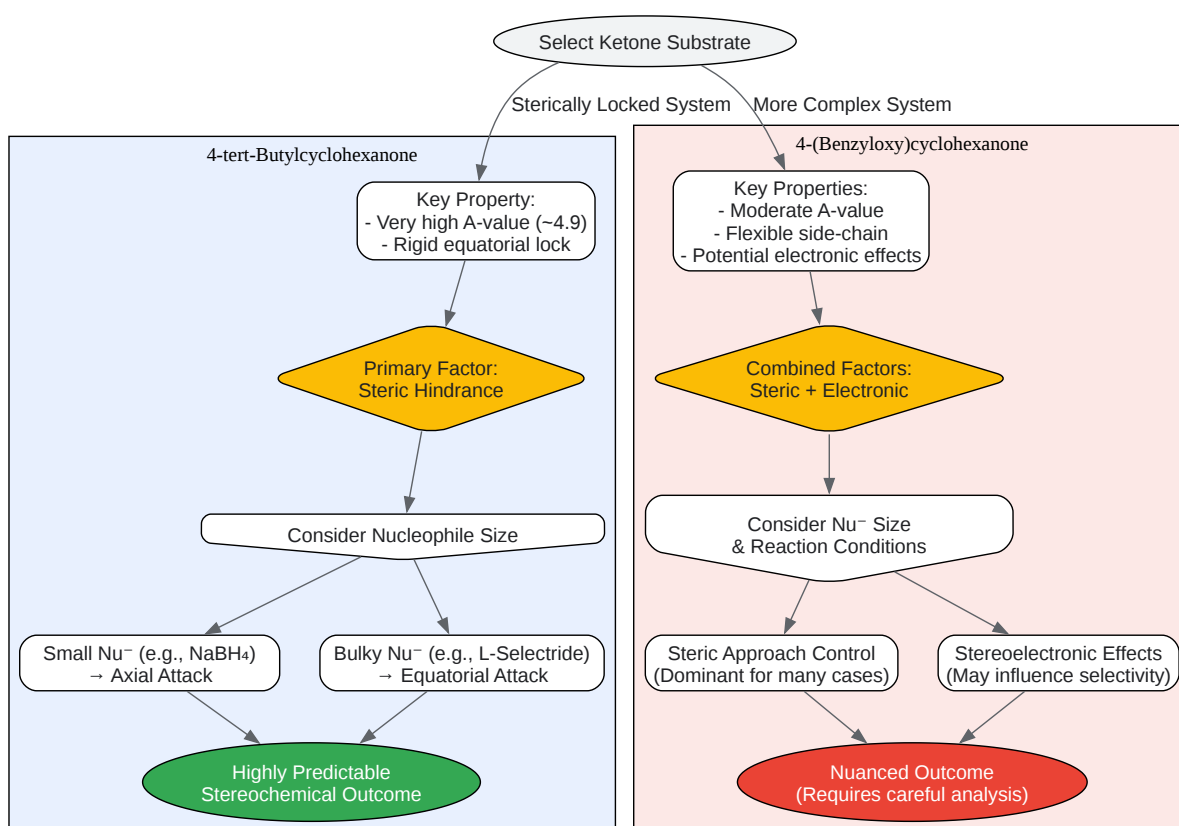 Select Ketone Substrate
Sterically Locked System
More Complex System
4-tert-Butylcyclohexanone
Key Property:
- Very high A-value (~4.9)
- Rigid equatorial lock
Primary Factor:
Steric Hindrance
Consider Nucleophile Size
Small Nu⁻ (e.g., NaBH₄)
→ Axial Attack
Bulky Nu⁻ (e.g., L-Selectride)
→ Equatorial Attack
Highly Predictable
Stereochemical Outcome
4-(Benzyloxy)cyclohexanone
Key Properties:
- Moderate A-value
- Flexible side-chain
- Potential electronic effects
Combined Factors:
Steric + Electronic
Consider Nu⁻ Size
& Reaction Conditions
Steric Approach Control
(Dominant for many cases)
Stereoelectronic Effects
(May influence selectivity)
Nuanced Outcome
(Requires careful analysis)